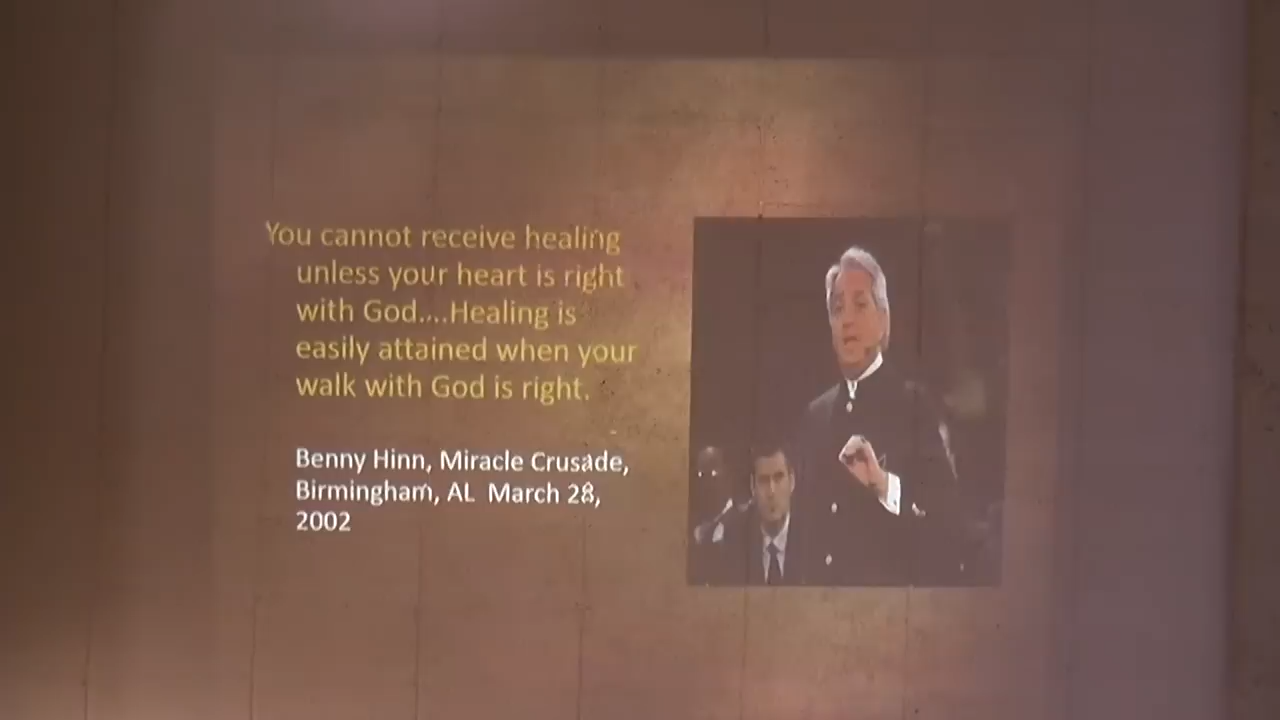 You cannot receive healing
unless your heart is right
with God....Healing is
easily attained when your
walk with God is right.
Benny Hinn, Miracle Crusade,
Birmingham, AL  March 28,
2002